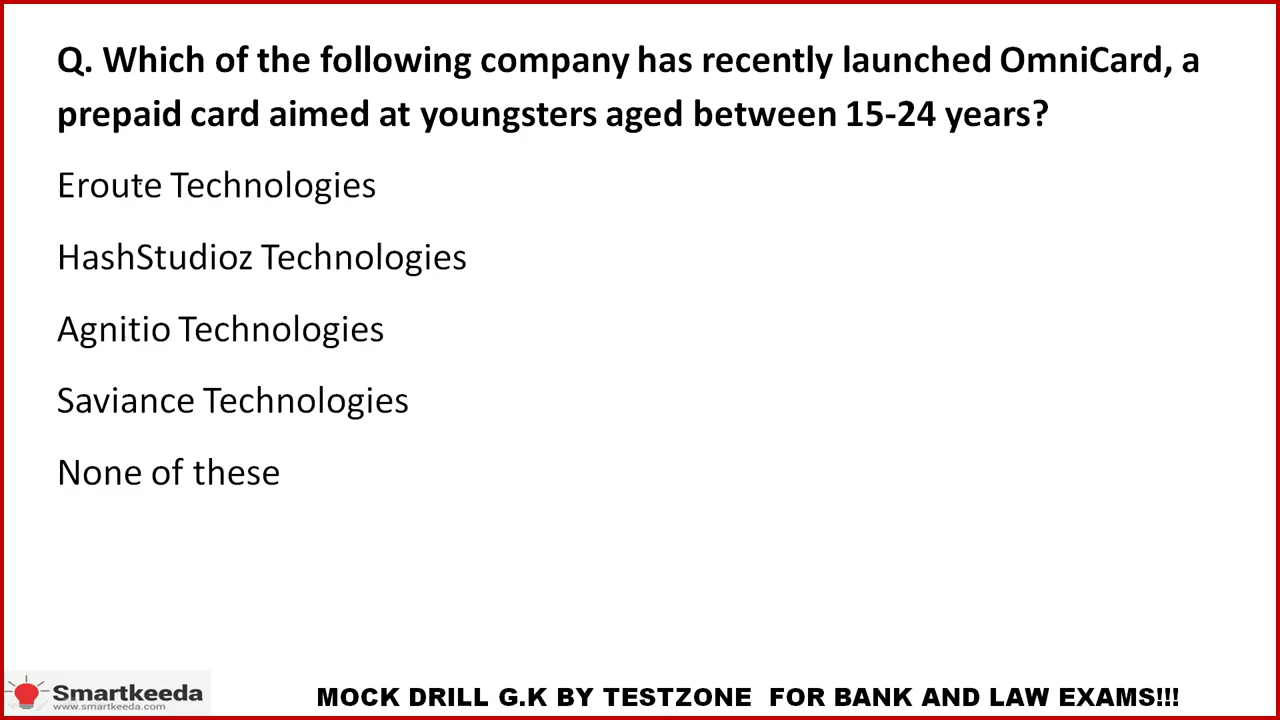 Q. Which of the following company has recently launched OmniCard, a
prepaid card aimed at youngsters aged between 15-24 years?
Eroute Technologies
HashStudioz Technologies
Agnitio Technologies
Saviance Technologies
None of these
Smartkeeda
www.smartkeeda.com
MOCK DRILL G.K BY TESTZONE FOR BANK AND LAW EXAMS!!!